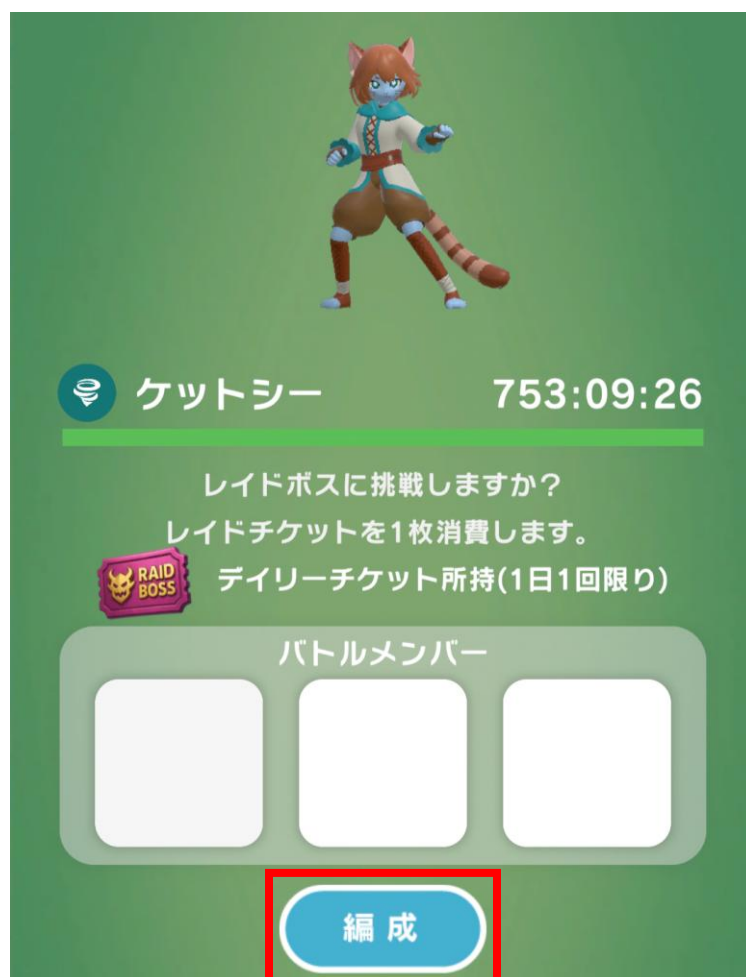 ケットシー 753:09:26
レイドボスに挑戦しますか？
レイドチケットを1枚消費します。
RAID
BOSS
デイリーチケット所持(1日1回限り)
バトルメンバー
編成